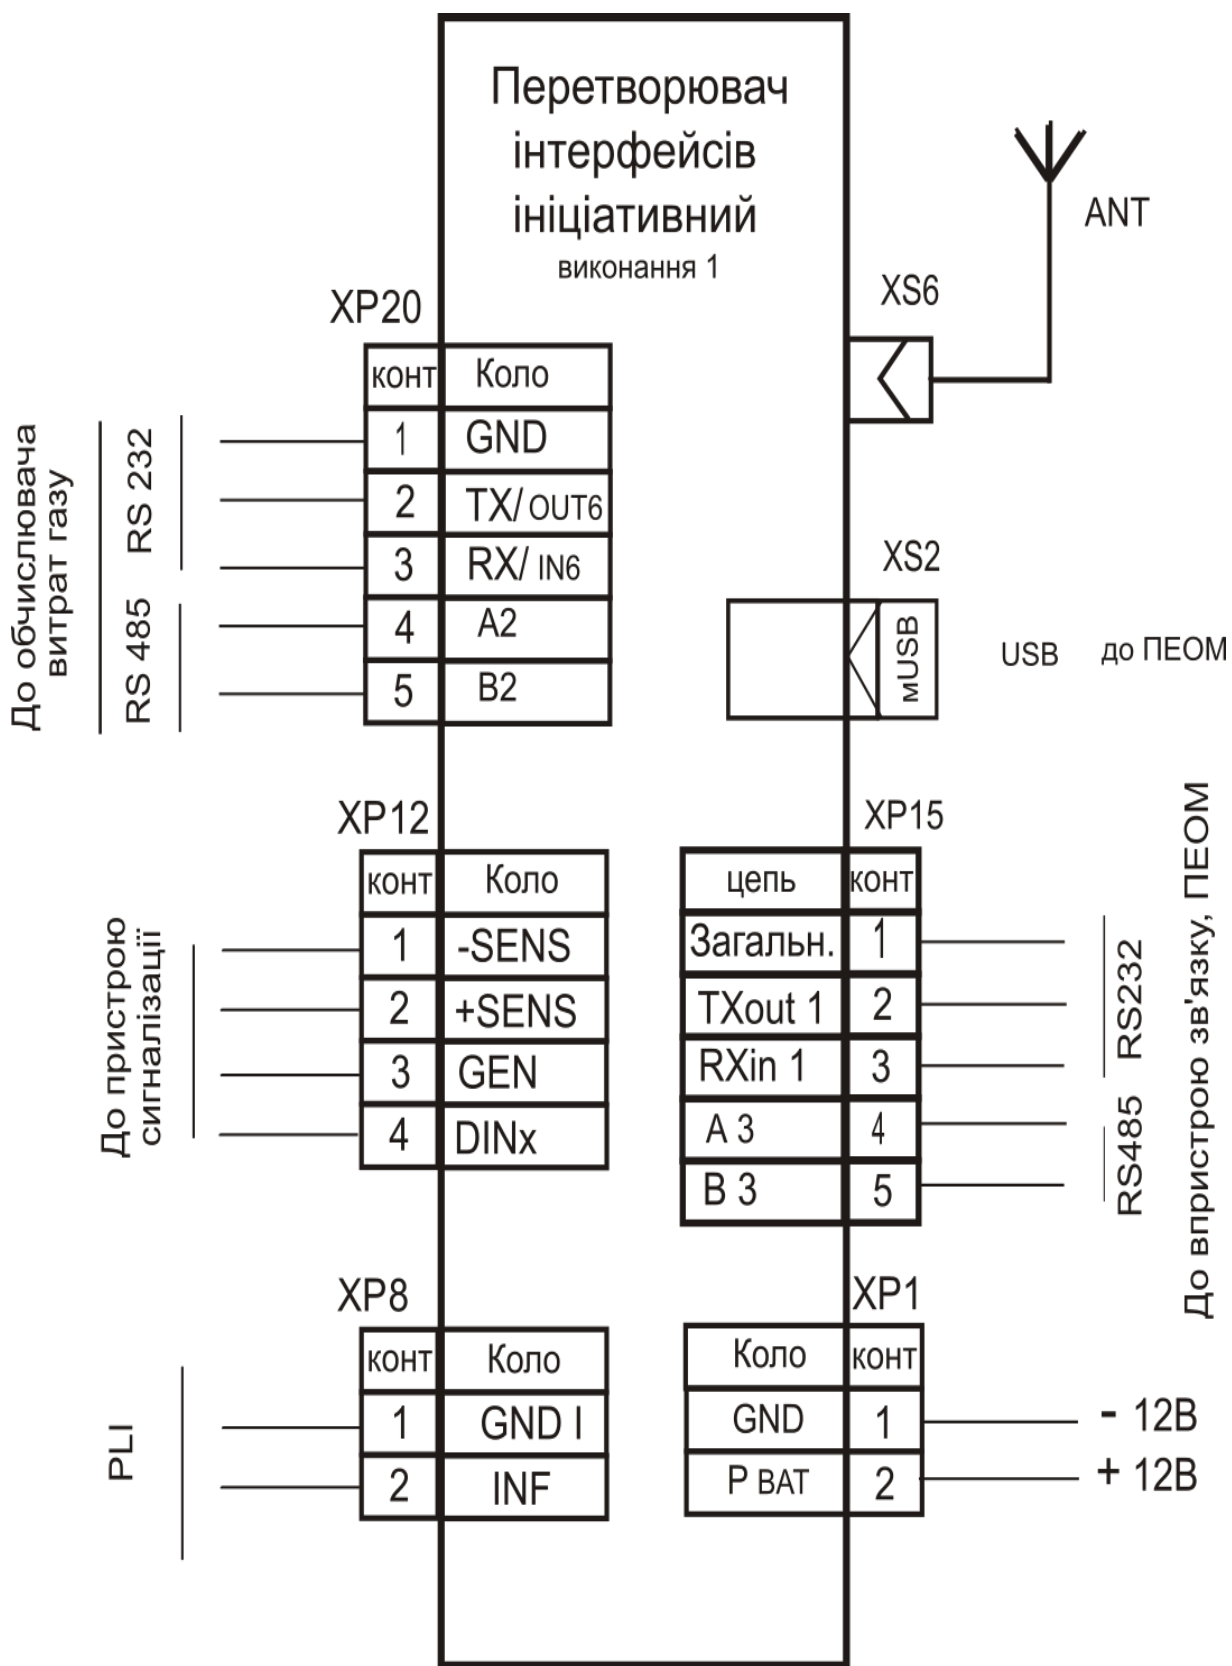 Перетворювач
інтерфейсів
ініціативний
виконання 1
ANT
XS6
XP20
конт Коло
1 GND
2 TX/ OUT6
3 RX/ IN6
4 A2
5 B2
До обчислювача
витрат газу
RS 232
RS 485
XS2
мUSB
USB до ПЕОМ
XP12
конт Коло
1 -SENS
2 +SENS
3 GEN
4 DINx
До пристрою
сигналізації
XP15
цепь конт
Загальн. 1
TXout 1 2
RXin 1 3
A 3 4
B 3 5
RS232
RS485
До впристрою зв'язку, ПЕОМ
XP8
конт Коло
1 GND I
2 INF
PLI
XP1
Коло конт
GND 1 - 12В
P BAT 2 + 12В